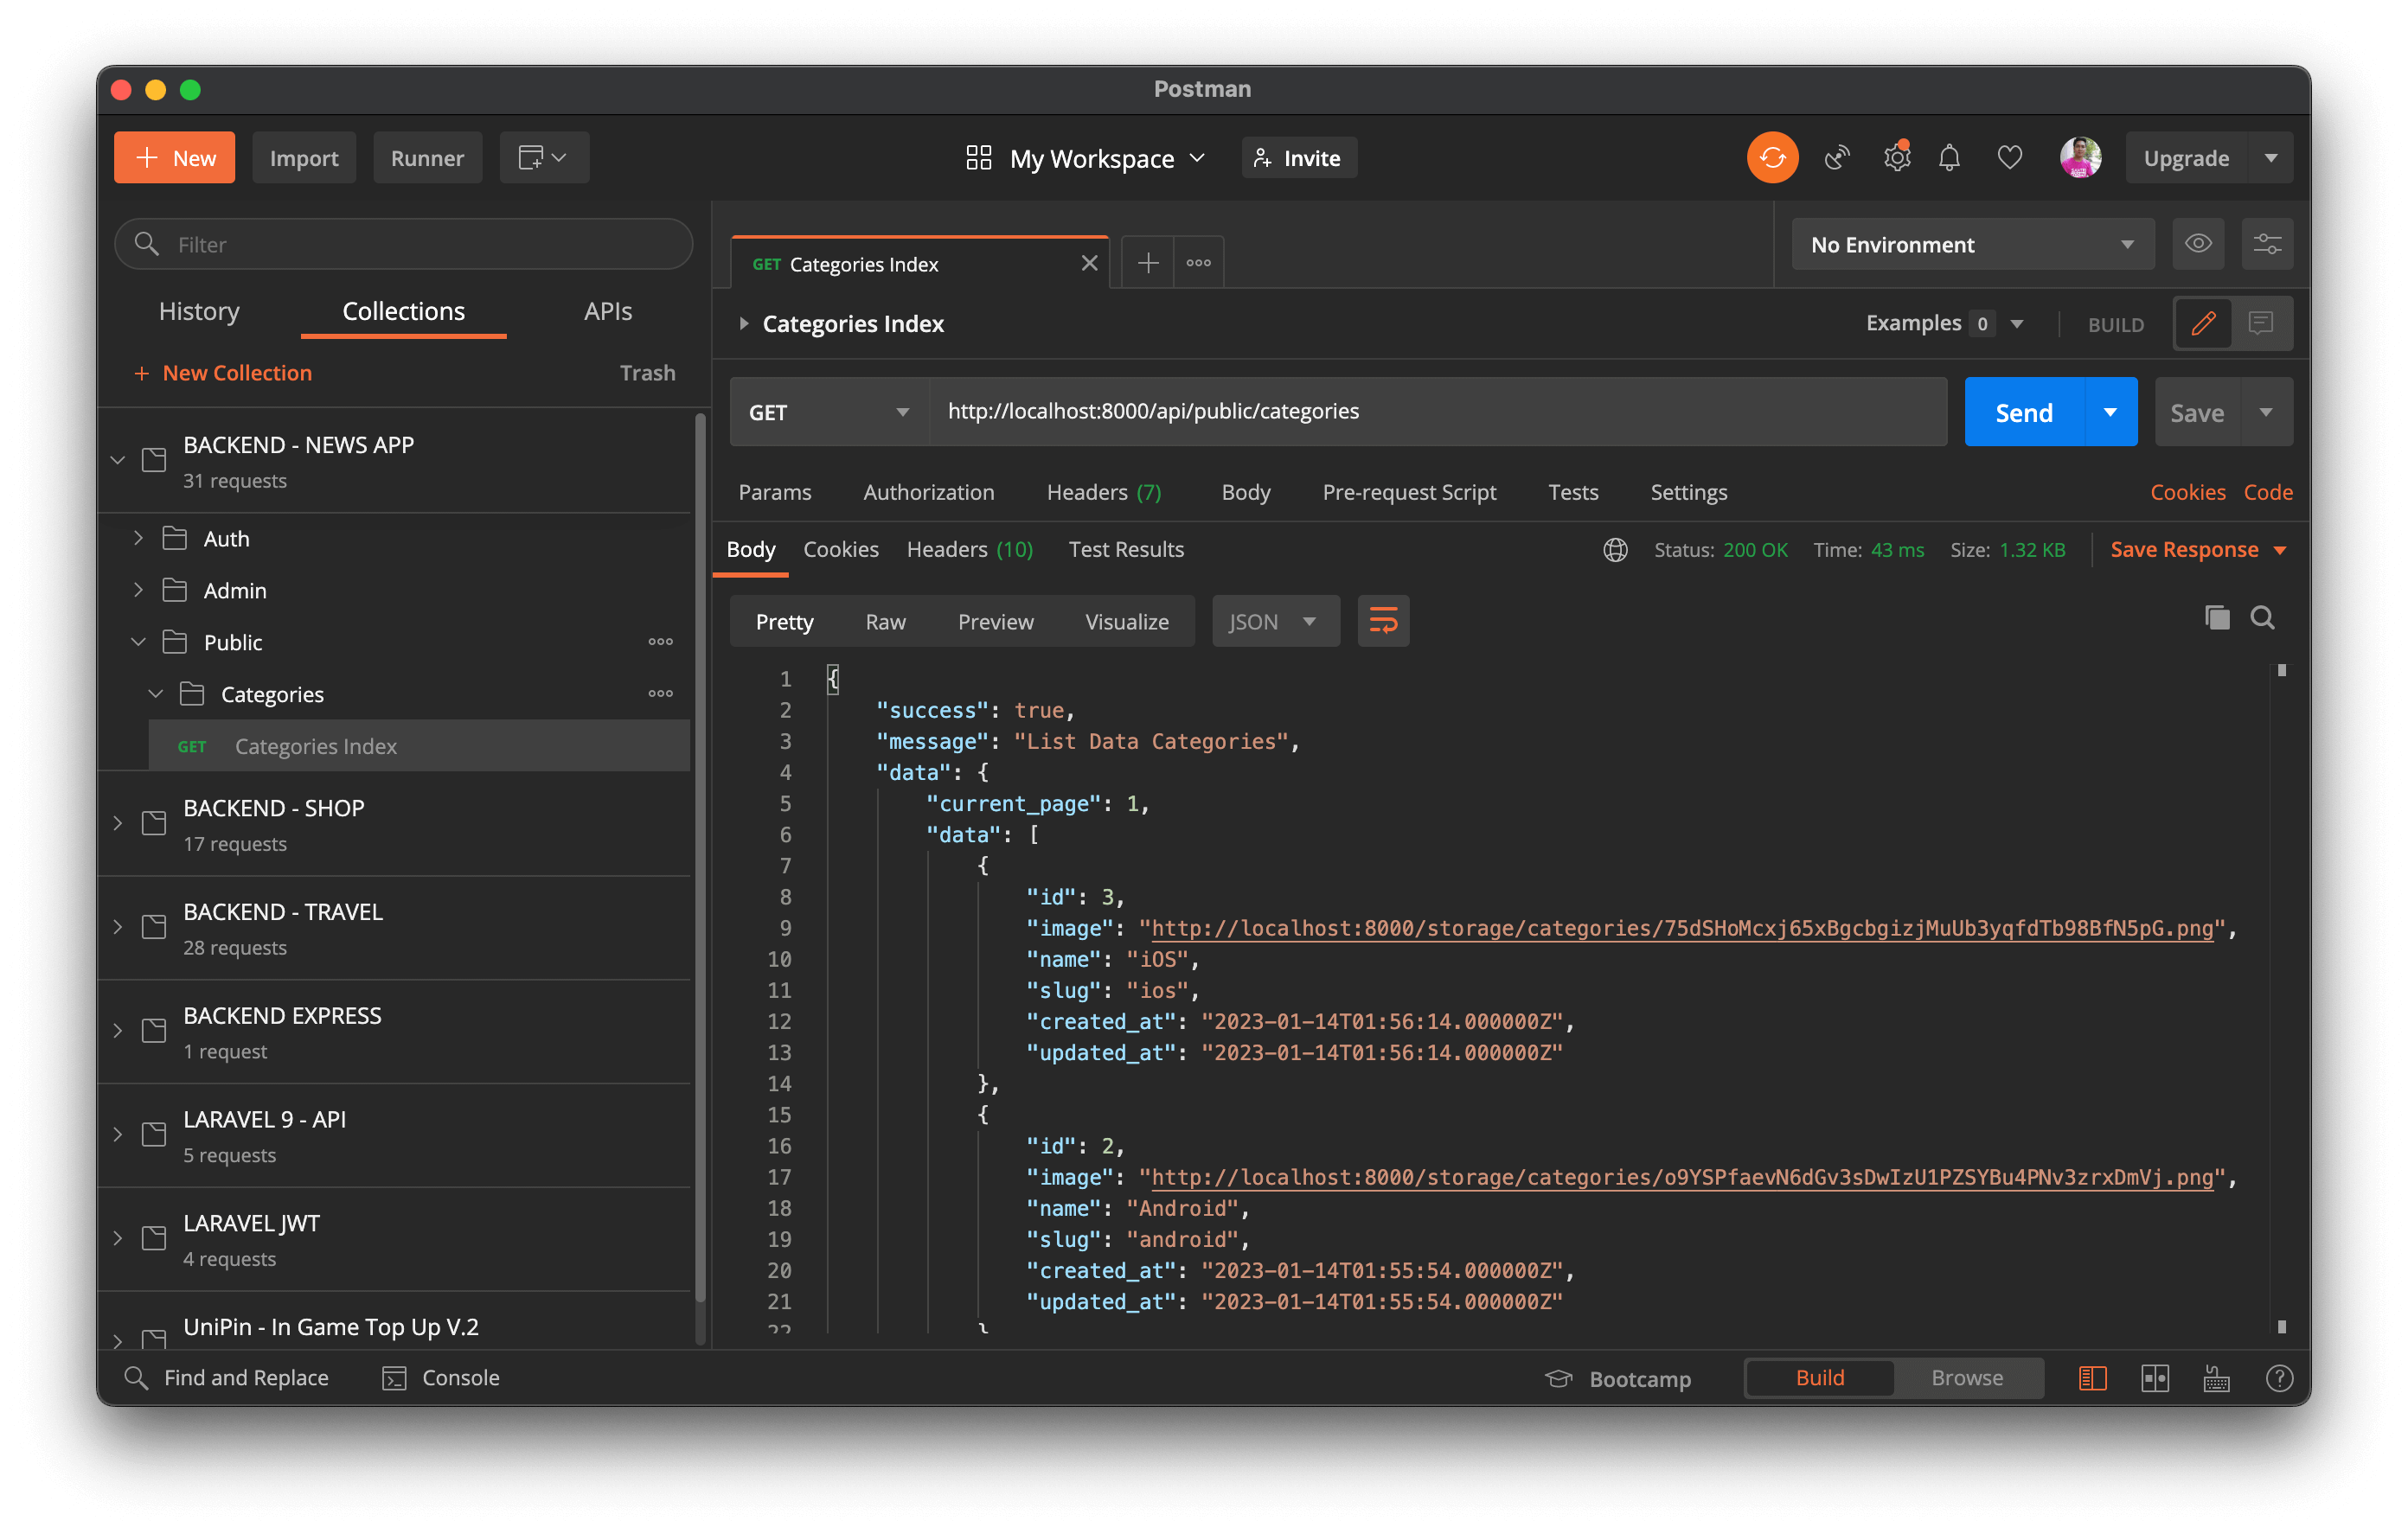 Postman
New
Import
Runner
My Workspace
Invite
Upgrade
Filter
History
Collections
APIs
+ New Collection
Trash
BACKEND - NEWS APP
31 requests
Auth
Admin
Public
Categories
GET Categories Index
BACKEND - SHOP
17 requests
BACKEND - TRAVEL
28 requests
BACKEND EXPRESS
1 request
LARAVEL 9 - API
5 requests
LARAVEL JWT
4 requests
UniPin - In Game Top Up V.2
GET Categories Index
No Environment
Categories Index
Examples 0
BUILD
GET
http://localhost:8000/api/public/categories
Send
Save
Params Authorization Headers (7) Body Pre-request Script Tests Settings
Cookies Code
Body Cookies Headers (10) Test Results
Status: 200 OK Time: 43 ms Size: 1.32 KB
Save Response
Pretty Raw Preview Visualize
JSON
1 {
2 "success": true,
3 "message": "List Data Categories",
4 "data": {
5 "current_page": 1,
6 "data": [
7 {
8 "id": 3,
9 "image": "http://localhost:8000/storage/categories/75dSHoMcxj65xBgcbgizjMuUb3yqfdTb98BfN5pG.png",
10 "name": "iOS",
11 "slug": "ios",
12 "created_at": "2023-01-14T01:56:14.000000Z",
13 "updated_at": "2023-01-14T01:56:14.000000Z"
14 },
15 {
16 "id": 2,
17 "image": "http://localhost:8000/storage/categories/o9YSPfaevN6dGv3sDwIzU1PZSYBu4PNv3zrxDmVj.png",
18 "name": "Android",
19 "slug": "android",
20 "created_at": "2023-01-14T01:55:54.000000Z",
21 "updated_at": "2023-01-14T01:55:54.000000Z"
22 }
Find and Replace
Console
Bootcamp
Build
Browse